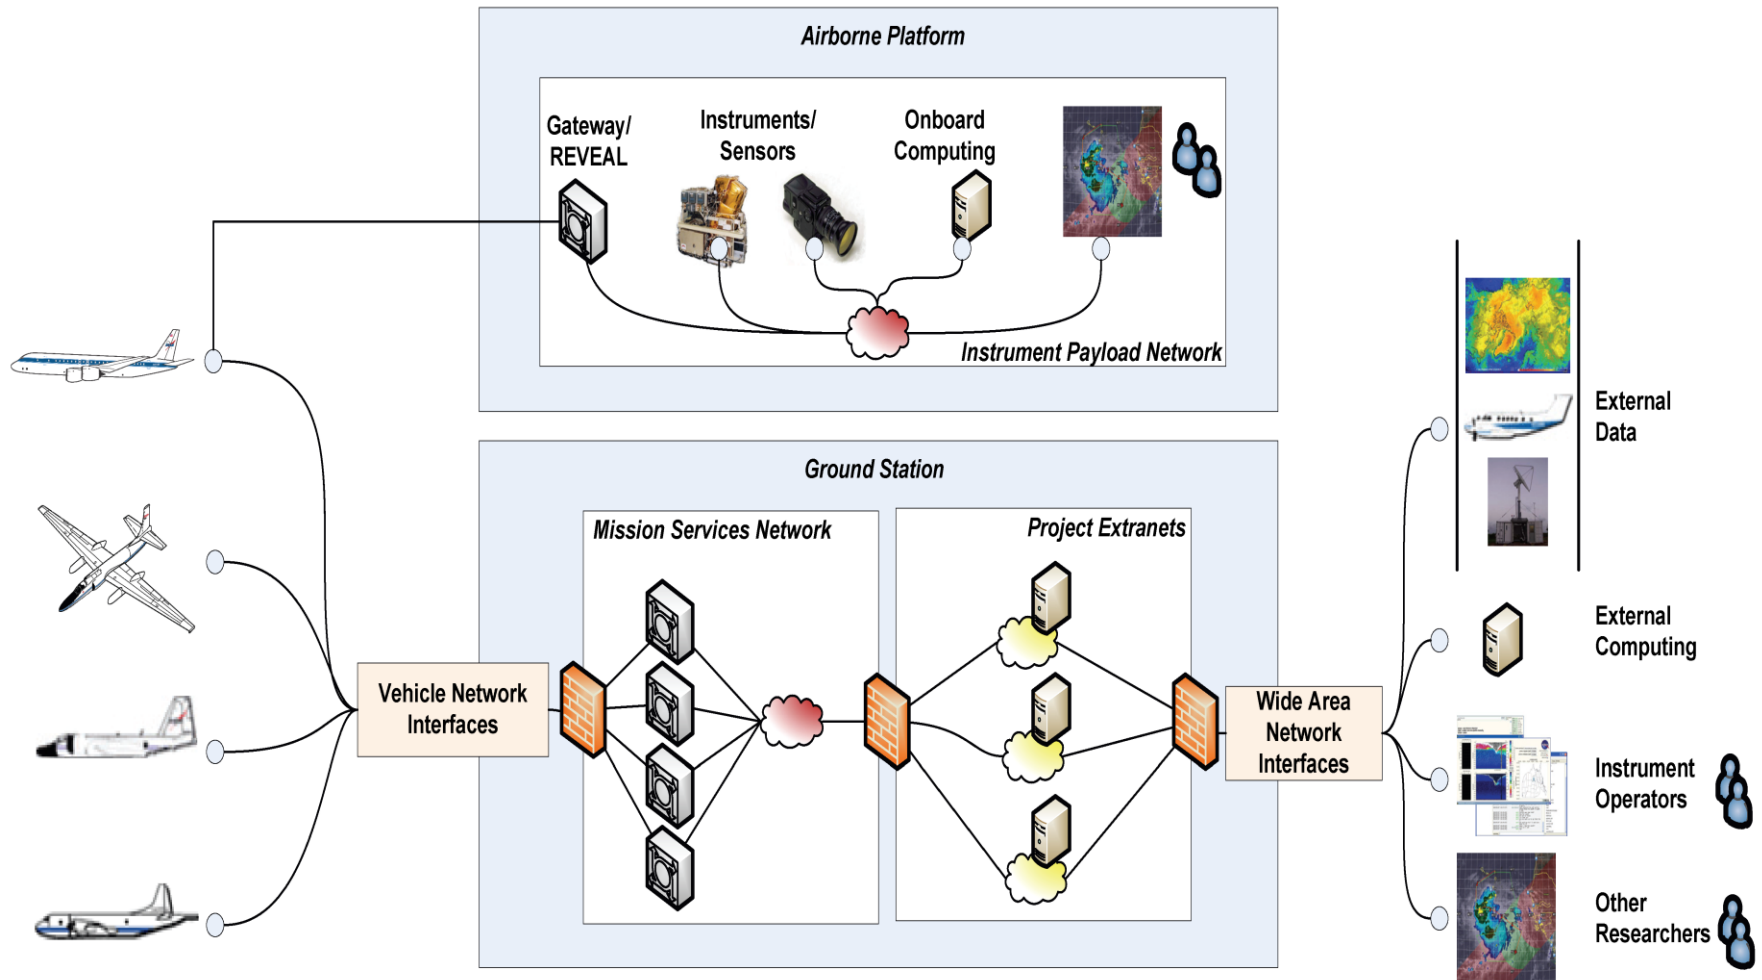 Airborne Platform
Gateway/
REVEAL
Instruments/
Sensors
Onboard
Computing
Instrument Payload Network
Ground Station
Mission Services Network
Project Extranets
Vehicle Network
Interfaces
Wide Area
Network
Interfaces
External
Data
External
Computing
Instrument
Operators
Other
Researchers